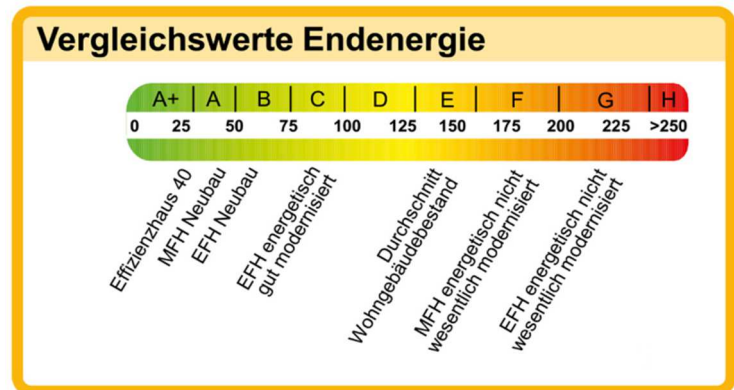 Vergleichswerte Endenergie
A+ | A | B | C | D | E | F | G | H
0 25 50 75 100 125 150 175 200 225 >250
Effizienzhaus 40
MFH Neubau
EFH Neubau
EFH energetisch
gut modernisiert
Durchschnitt
Wohngebäudebestand
MFH energetisch nicht
wesentlich modernisiert
EFH energetisch nicht
wesentlich modernisiert